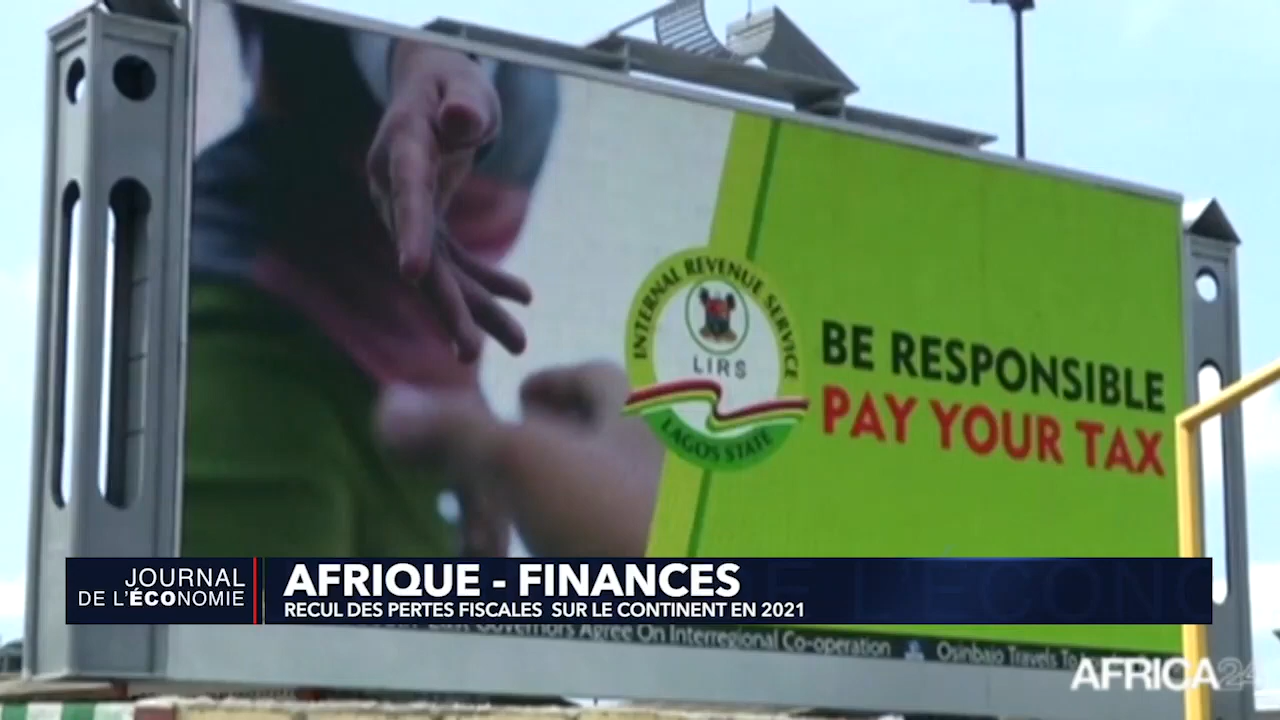 INTERNAL REVENUE SERVICE
LIRS
LAGOS STATE
BE RESPONSIBLE
PAY YOUR TAX
JOURNAL
DE L'ÉCONOMIE
AFRIQUE - FINANCES
RECUL DES PERTES FISCALES SUR LE CONTINENT EN 2021
Governors Agree On Interregional Co-operation
Osinbajo Travels To
AFRICA24